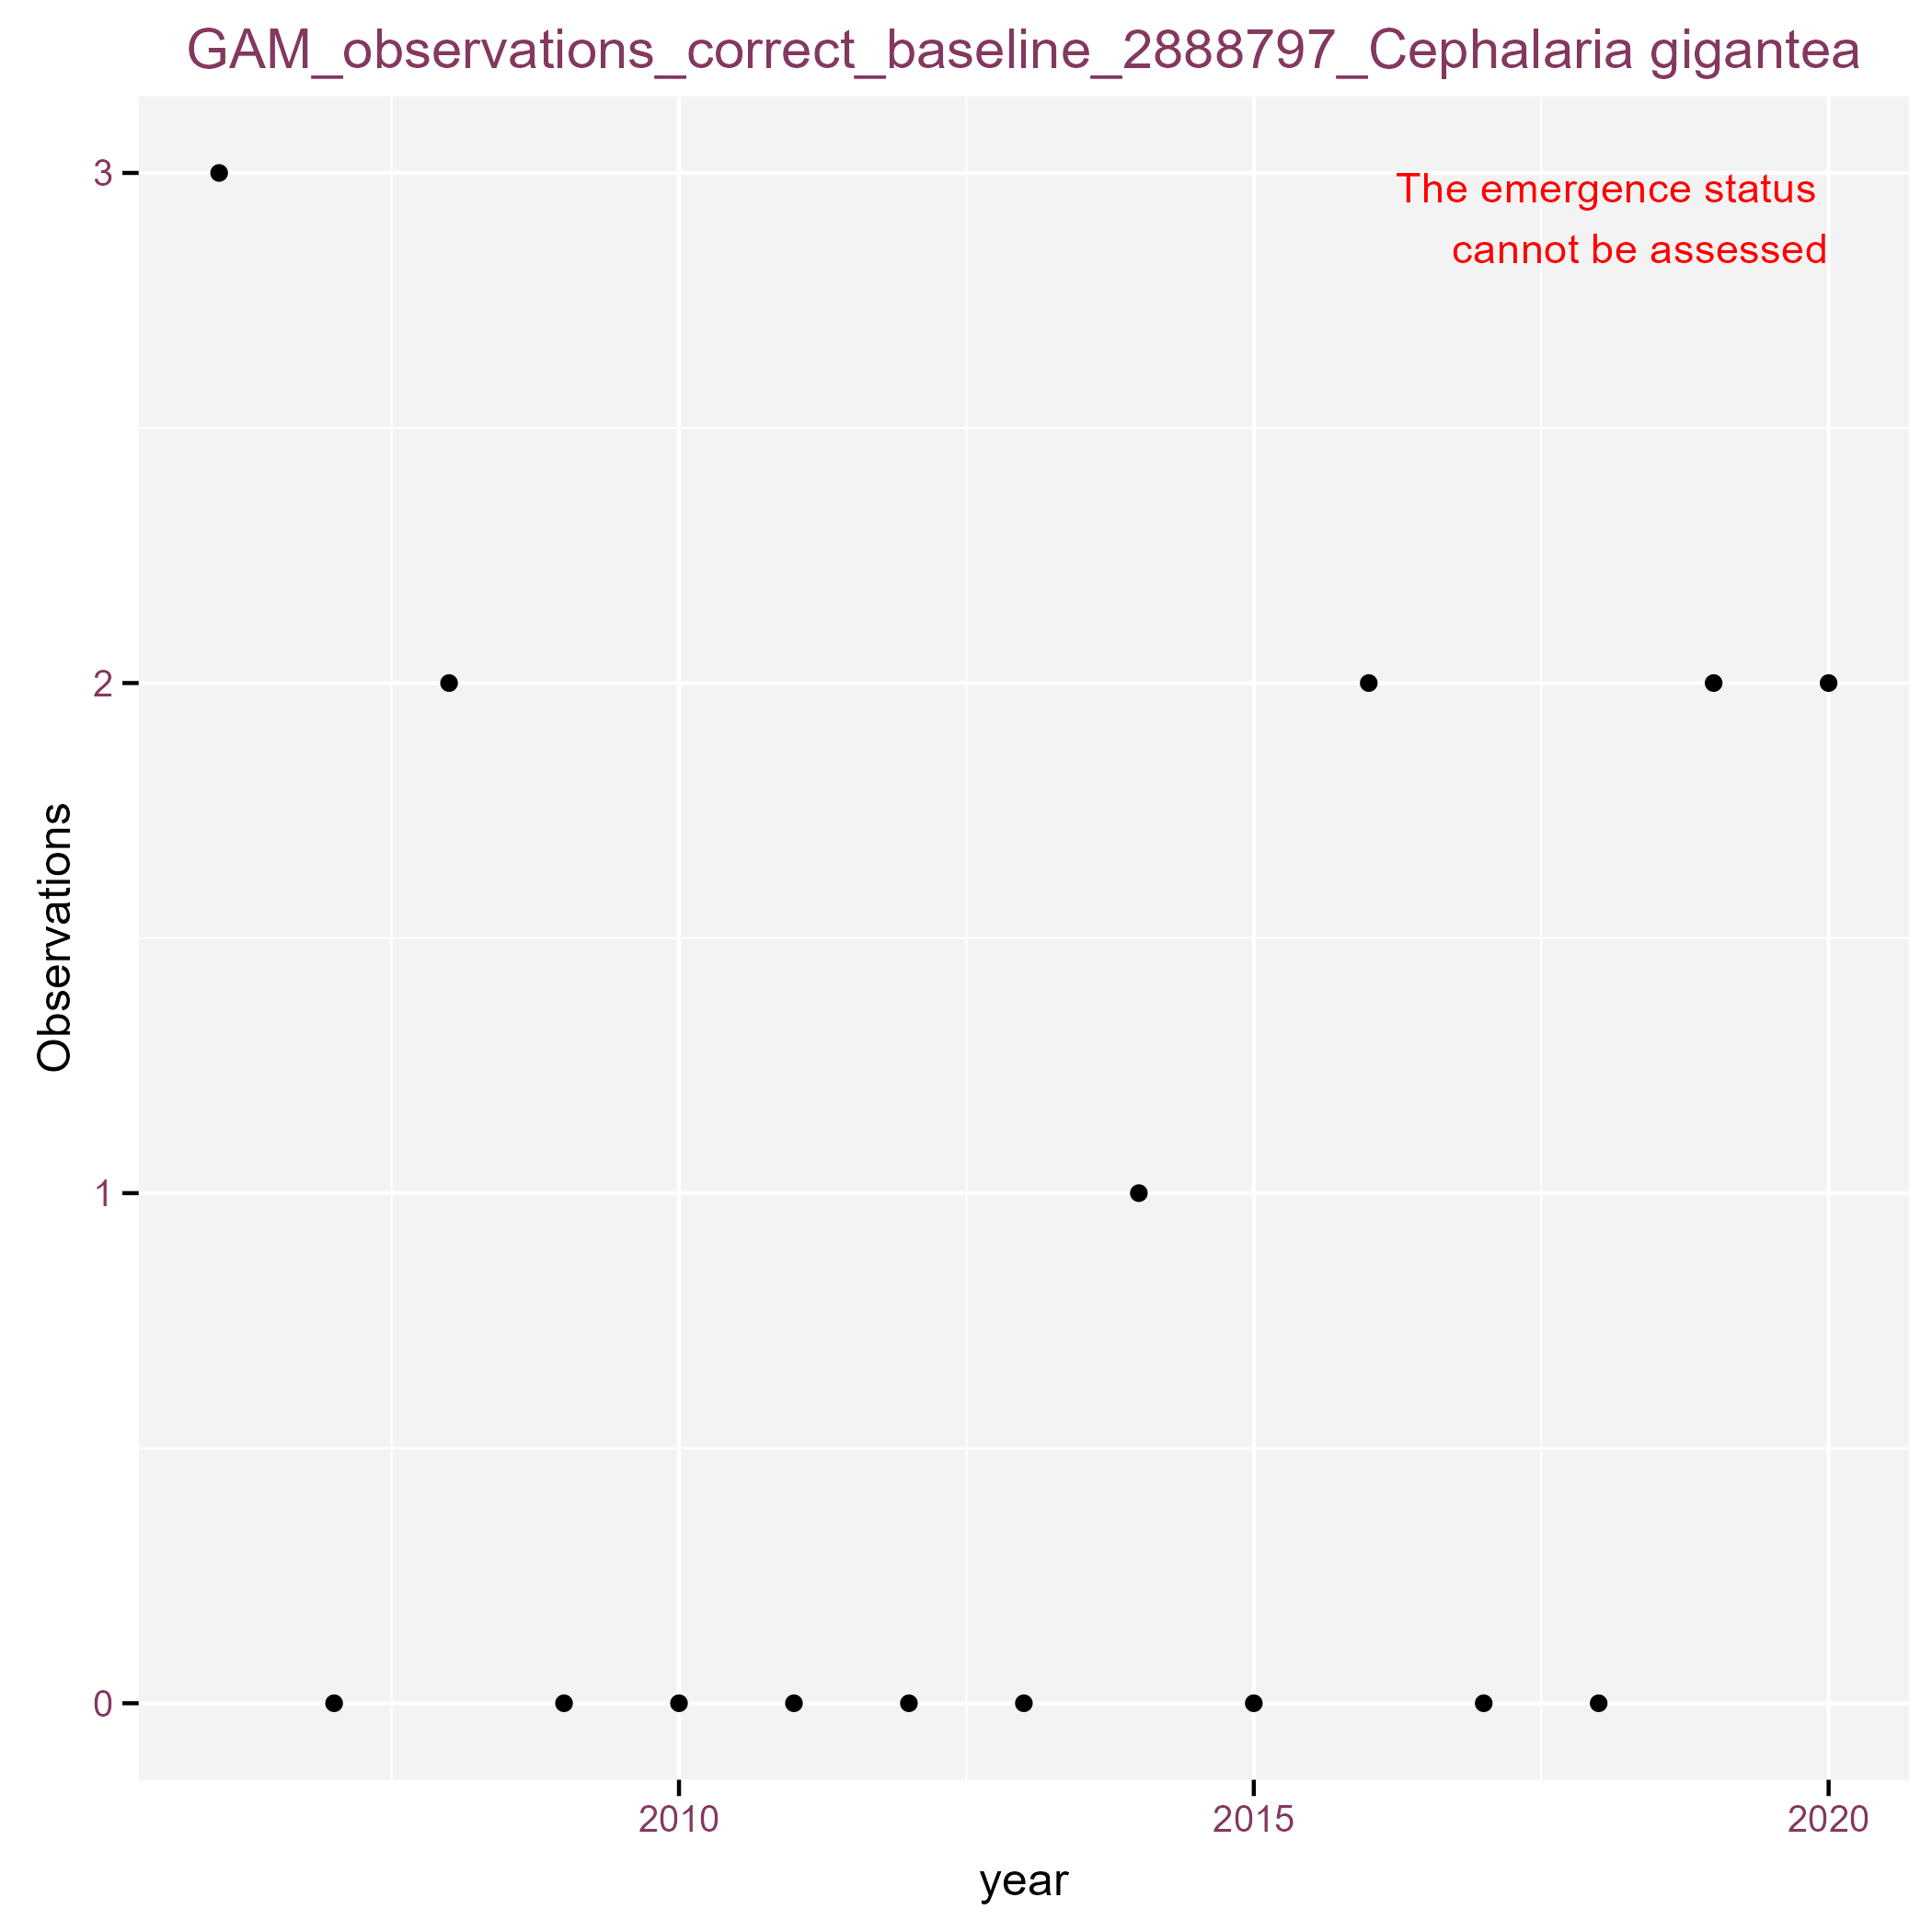 GAM_observations_correct_baseline_2888797_Cephalaria gigantea
The emergence status
cannot be assessed
3
2
1
0
Observations
2010
2015
2020
year